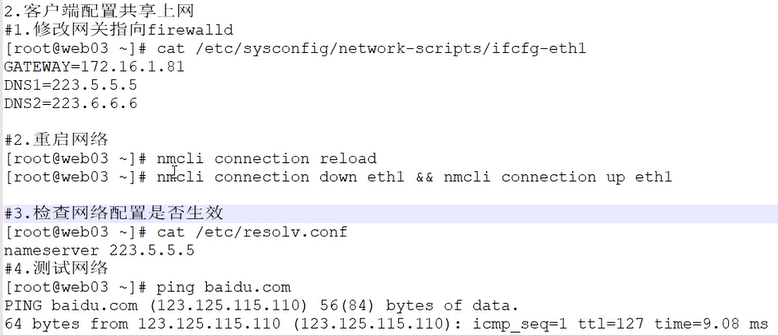 2.客户端配置共享上网
#1.修改网关指向firewalld
[root@web03 ~]# cat /etc/sysconfig/network-scripts/ifcfg-eth1
GATEWAY=172.16.1.81
DNS1=223.5.5.5
DNS2=223.6.6.6
#2.重启网络
[root@web03 ~]# nmcli connection reload
[root@web03 ~]# nmcli connection down eth1 && nmcli connection up eth1
#3.检查网络配置是否生效
[root@web03 ~]# cat /etc/resolv.conf
nameserver 223.5.5.5
#4.测试网络
[root@web03 ~]# ping baidu.com
PING baidu.com (123.125.115.110) 56(84) bytes of data.
64 bytes from 123.125.115.110 (123.125.115.110): icmp_seq=1 ttl=127 time=9.08 ms